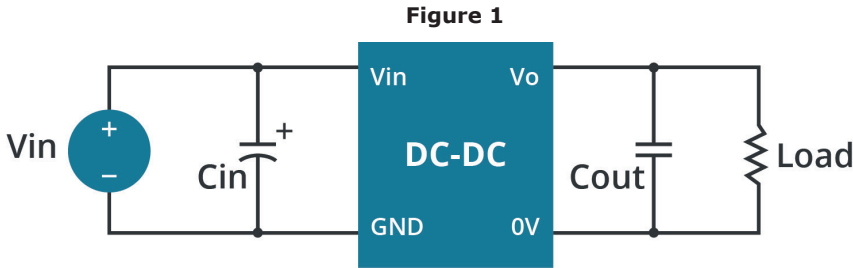 Figure 1
Vin
+
−
Cin
+
Vin
Vo
DC-DC
GND
0V
Cout
Load